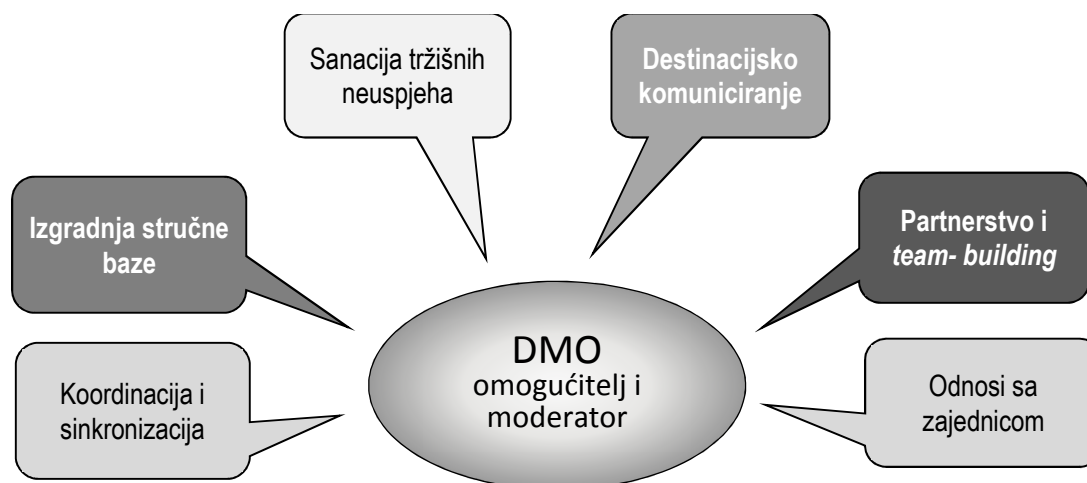 Sanacija tržišnih
neuspjeha
Destinacijsko
komuniciranje
Izgradnja stručne
baze
Partnerstvo i
team- building
DMO
omogućitelj i
moderator
Koordinacija i
sinkronizacija
Odnosi sa
zajednicom